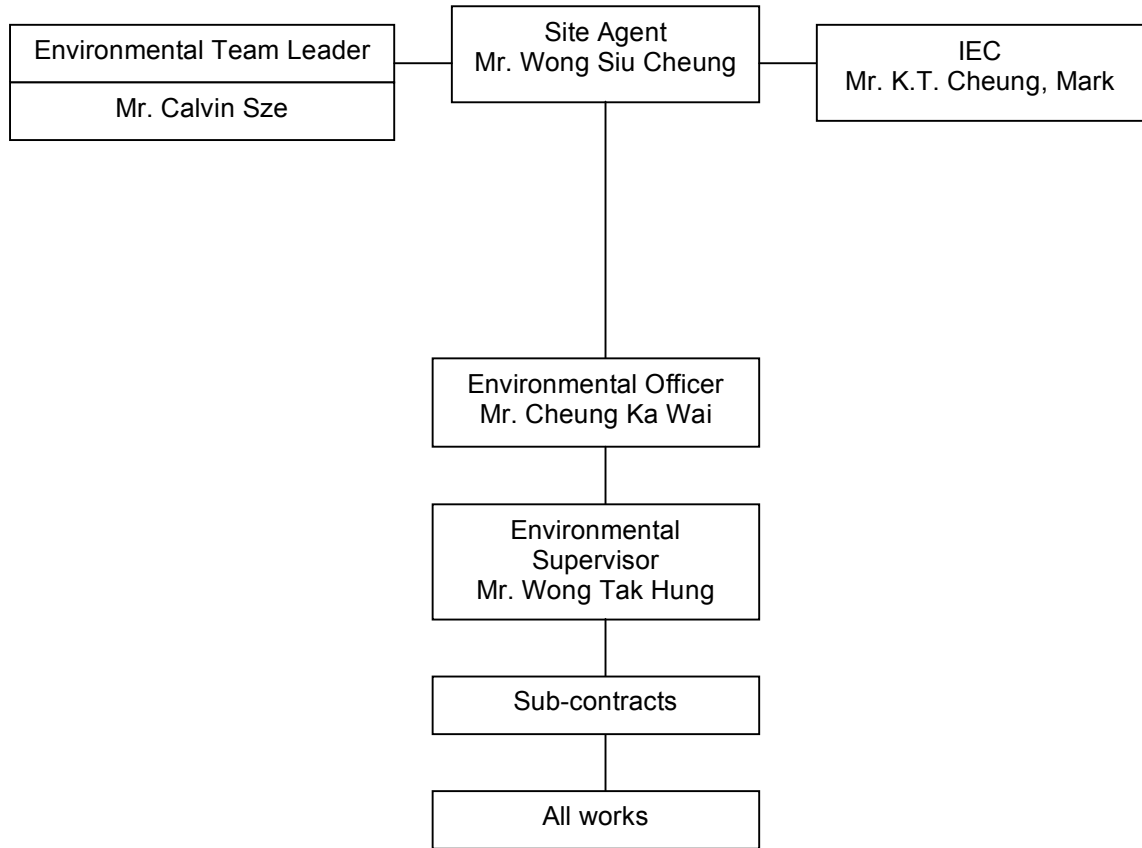 Environmental Team Leader
Mr. Calvin Sze
Site Agent
Mr. Wong Siu Cheung
IEC
Mr. K.T. Cheung, Mark
Environmental Officer
Mr. Cheung Ka Wai
Environmental
Supervisor
Mr. Wong Tak Hung
Sub-contracts
All works